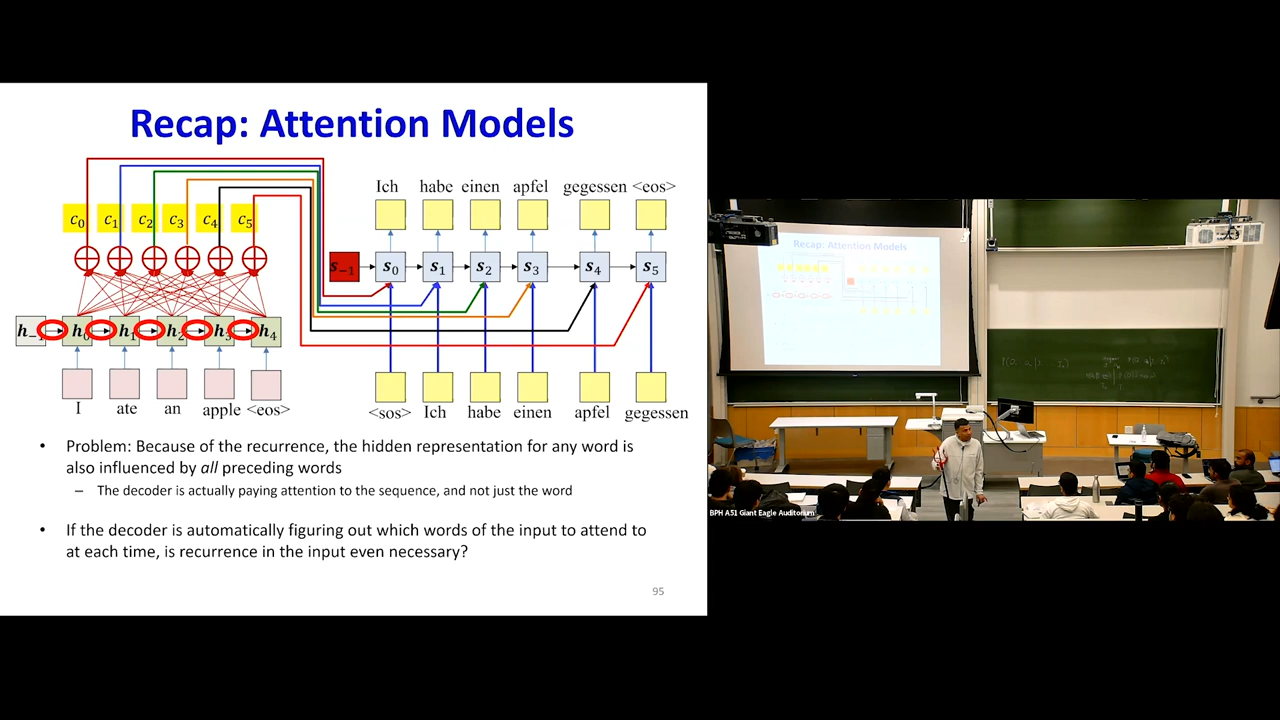 Recap: Attention Models
Ich habe einen apfel gegessen <eos>
c0 c1 c2 c3 c4 c5
s-1 s0 s1 s2 s3 s4 s5
h-1 h0 h1 h2 h3 h4
I ate an apple <eos>
<sos> Ich habe einen apfel gegessen
• Problem: Because of the recurrence, the hidden representation for any word is
also influenced by all preceding words
– The decoder is actually paying attention to the sequence, and not just the word
• If the decoder is automatically figuring out which words of the input to attend to
at each time, is recurrence in the input even necessary?
95
Recap: Attention Models
BPH A51 Giant Eagle Auditorium